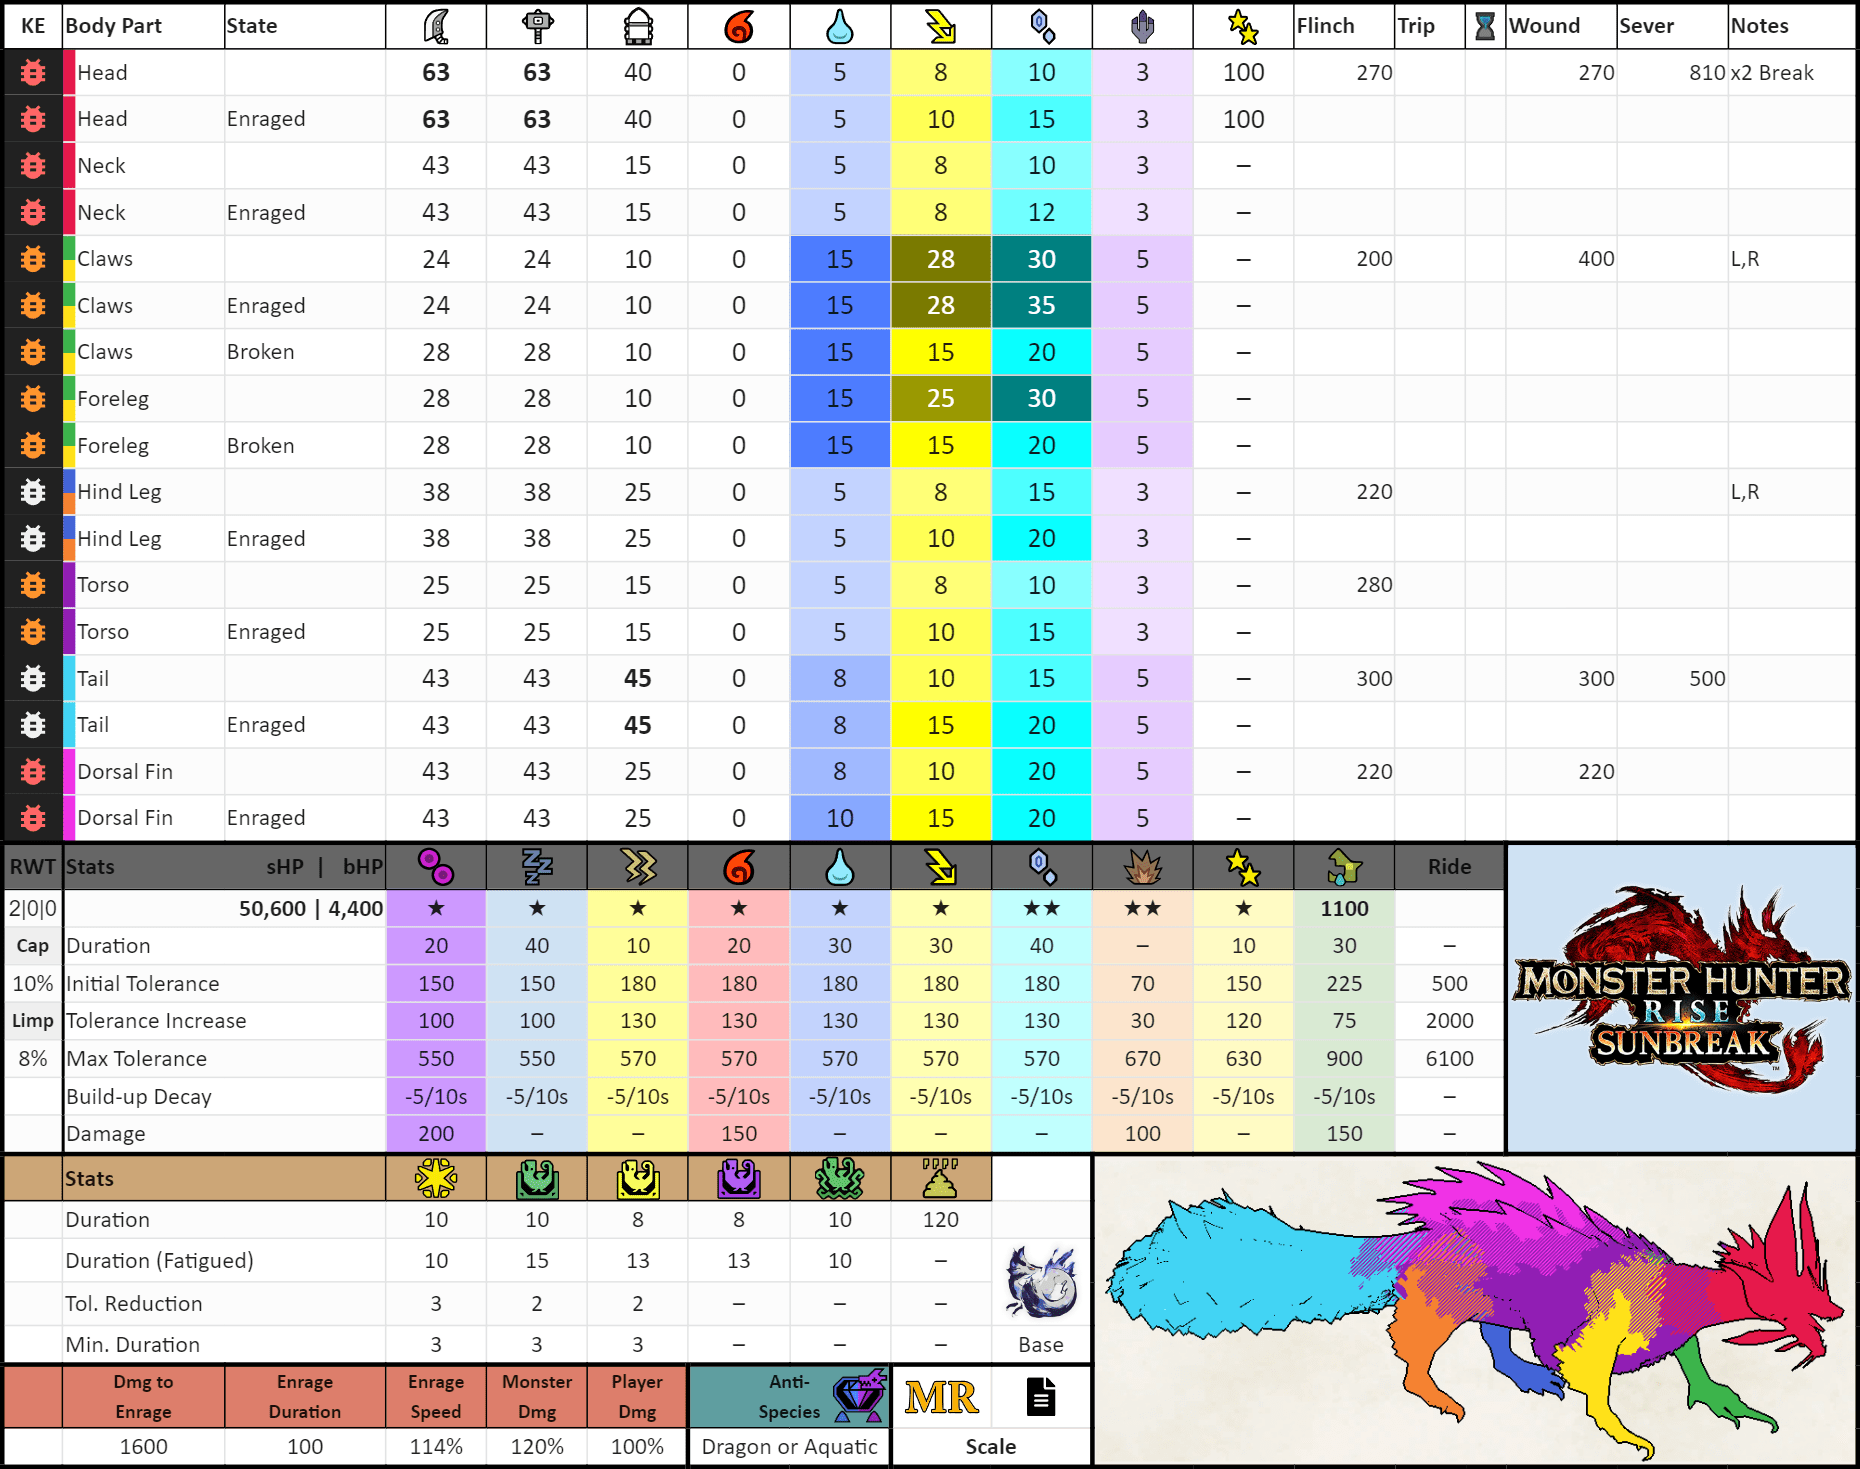 KE Body Part State Flinch Trip Wound Sever Notes
Head 63 63 40 0 5 8 10 3 100 270 270 810 x2 Break
Head Enraged 63 63 40 0 5 10 15 3 100
Neck 43 43 15 0 5 8 10 3 –
Neck Enraged 43 43 15 0 5 8 12 3 –
Claws 24 24 10 0 15 28 30 5 – 200 400 L,R
Claws Enraged 24 24 10 0 15 28 35 5 –
Claws Broken 28 28 10 0 15 15 20 5 –
Foreleg 28 28 10 0 15 25 30 5 –
Foreleg Broken 28 28 10 0 15 15 20 5 –
Hind Leg 38 38 25 0 5 8 15 3 – 220 L,R
Hind Leg Enraged 38 38 25 0 5 10 20 3 –
Torso 25 25 15 0 5 8 10 3 – 280
Torso Enraged 25 25 15 0 5 10 15 3 –
Tail 43 43 45 0 8 10 15 5 – 300 300 500
Tail Enraged 43 43 45 0 8 15 20 5 –
Dorsal Fin 43 43 25 0 8 10 20 5 – 220 220
Dorsal Fin Enraged 43 43 25 0 10 15 20 5 –
RWT Stats sHP | bHP Ride
2|0|0 50,600 | 4,400 ★ ★ ★ ★ ★ ★ ★★ ★★ ★ 1100
Cap Duration 20 40 10 20 30 30 40 – 10 30 –
10% Initial Tolerance 150 150 180 180 180 180 180 70 150 225 500
Limp Tolerance Increase 100 100 130 130 130 130 130 30 120 75 2000
8% Max Tolerance 550 550 570 570 570 570 570 670 630 900 6100
Build-up Decay -5/10s -5/10s -5/10s -5/10s -5/10s -5/10s -5/10s -5/10s -5/10s -5/10s –
Damage 200 – – 150 – – – 100 – 150 –
MONSTER HUNTER
RISE
SUNBREAK
TM
Stats
Duration 10 10 8 8 10 120
Duration (Fatigued) 10 15 13 13 10 –
Tol. Reduction 3 2 2 – – –
Min. Duration 3 3 3 – – – Base
Dmg to Enrage Enrage Duration Enrage Speed Monster Dmg Player Dmg Anti-Species MR
1600 100 114% 120% 100% Dragon or Aquatic Scale